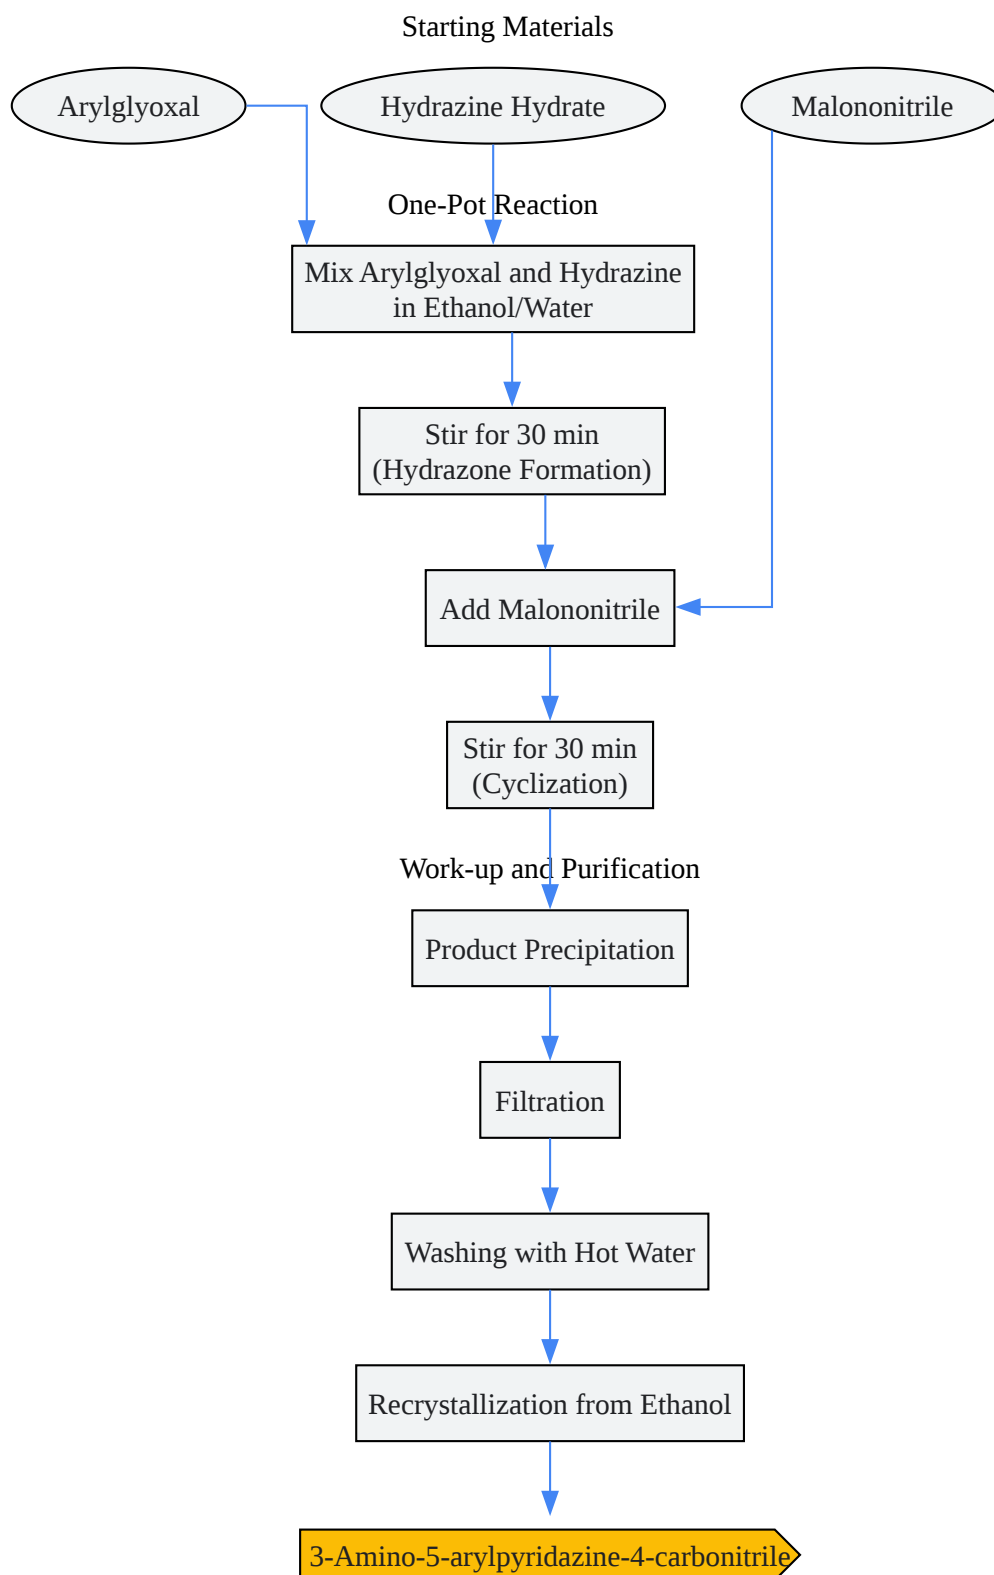 Starting Materials
Arylglyoxal
Hydrazine Hydrate
Malononitrile
One-Pot Reaction
Mix Arylglyoxal and Hydrazine
in Ethanol/Water
Stir for 30 min
(Hydrazone Formation)
Add Malononitrile
Stir for 30 min
(Cyclization)
Work-up and Purification
Product Precipitation
Filtration
Washing with Hot Water
Recrystallization from Ethanol
3-Amino-5-arylpyridazine-4-carbonitrile